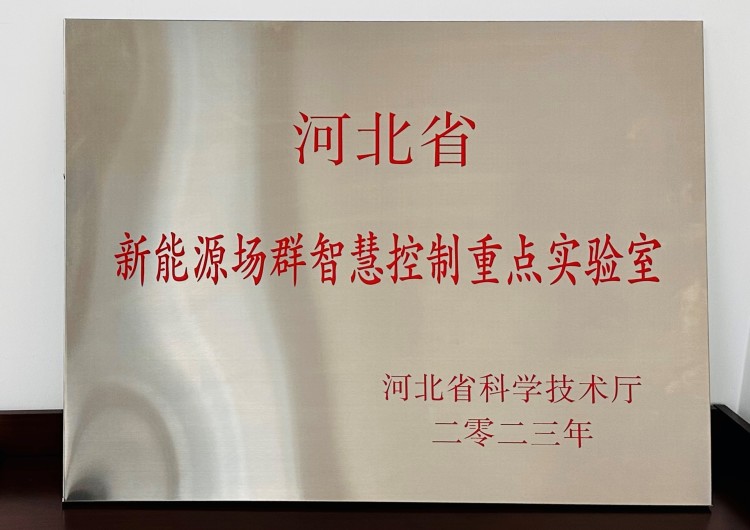 河北省
新能源场群智慧控制重点实验室
河北省科学技术厅
二零二三年